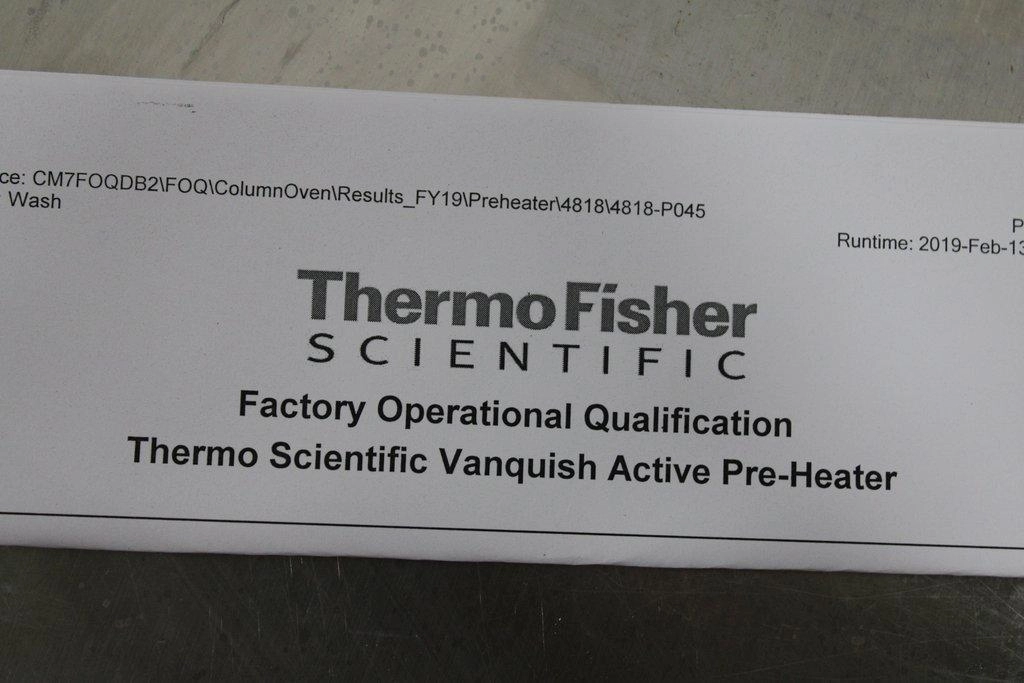 ce: CM7FOQDB2\FOQ\ColumnOven\Results_FY19\Preheater\4818\4818-P045
Wash
P
Runtime: 2019-Feb-13
ThermoFisher
SCIENTIFIC
Factory Operational Qualification
Thermo Scientific Vanquish Active Pre-Heater